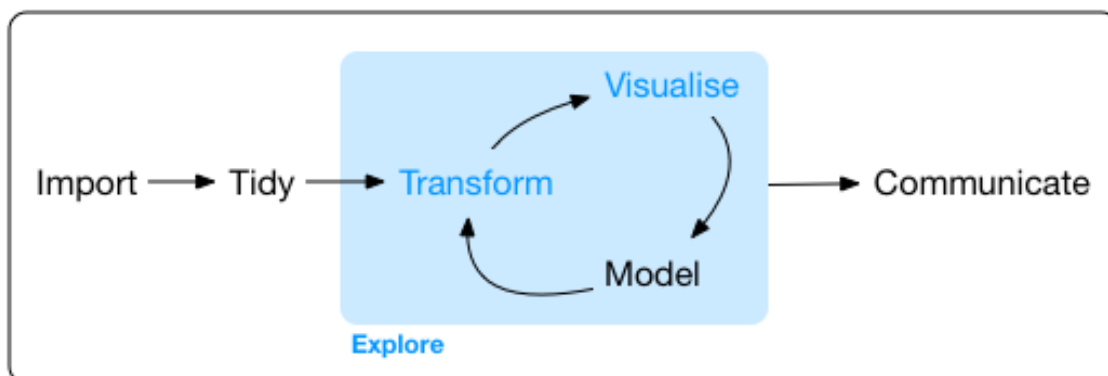 Visualise
Import
Tidy
Transform
Communicate
Model
Explore